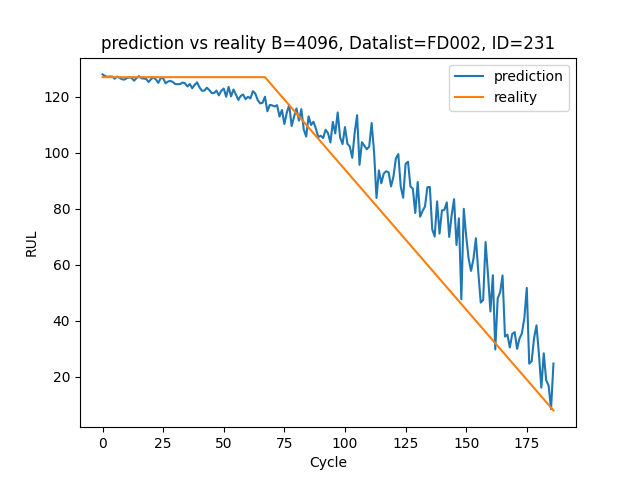 prediction vs reality B=4096, Datalist=FD002, ID=231
prediction
reality
RUL
120
100
80
60
40
20
0 25 50 75 100 125 150 175
Cycle